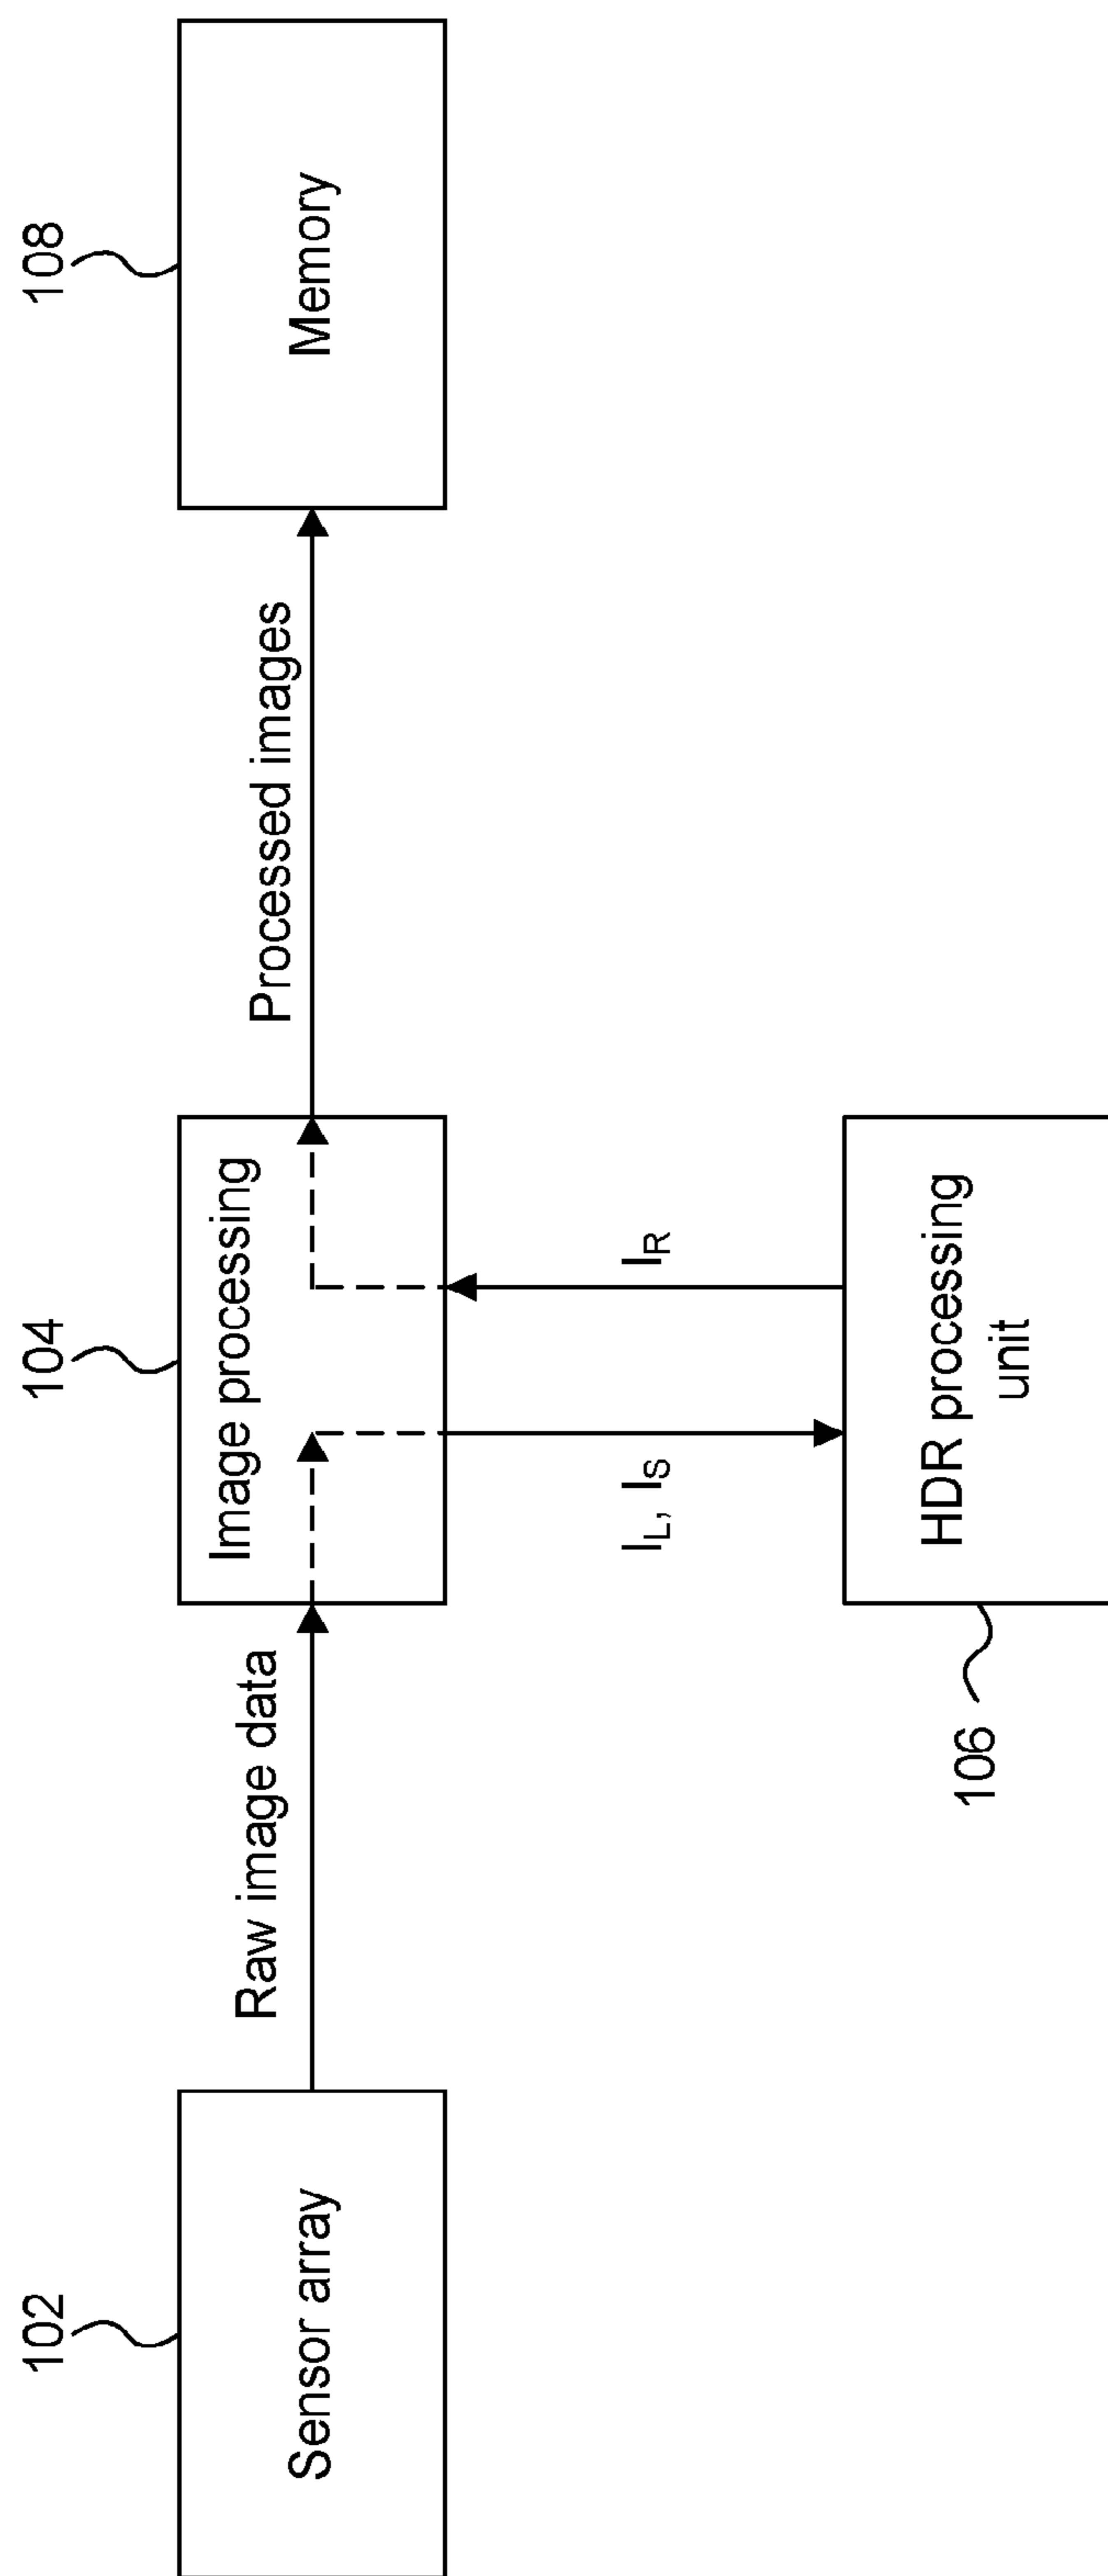 102
104
108
Sensor array
Raw image data
Image processing
Processed images
Memory
I_L, I_S
I_R
106
HDR processing
unit